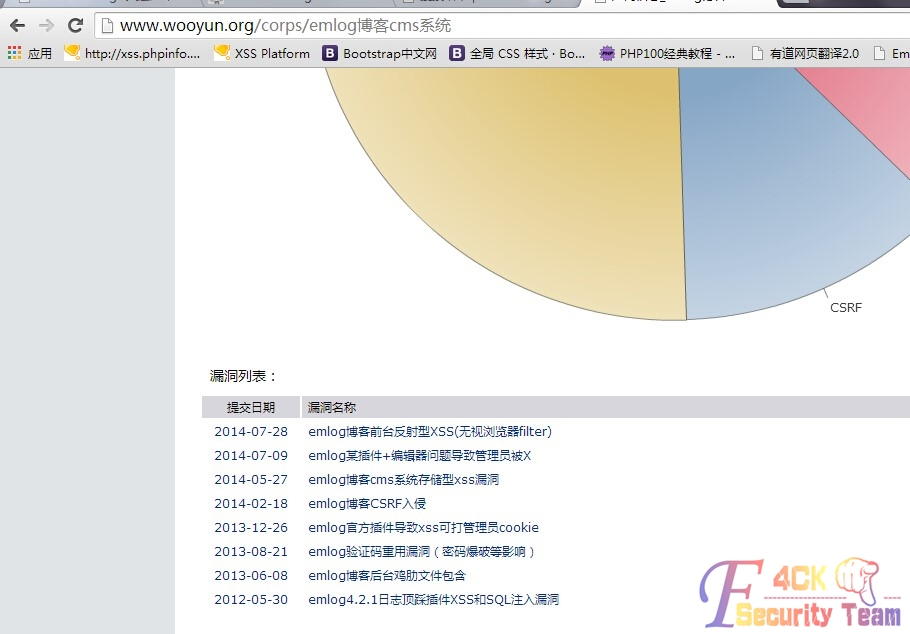 www.wooyun.org/corps/emlog博客cms系统
应用 http://xss.phpinfo.... XSS Platform Bootstrap中文网 全局 CSS 样式 · Bo... PHP100经典教程 - ... 有道网页翻译2.0 Em
CSRF
漏洞列表：
提交日期 漏洞名称
2014-07-28 emlog博客前台反射型XSS(无视浏览器filter)
2014-07-09 emlog某插件+编辑器问题导致管理员被X
2014-05-27 emlog博客cms系统存储型xss漏洞
2014-02-18 emlog博客CSRF入侵
2013-12-26 emlog官方插件导致xss可打管理员cookie
2013-08-21 emlog验证码重用漏洞（密码爆破等影响）
2013-06-08 emlog博客后台鸡肋文件包含
2012-05-30 emlog4.2.1日志顶踩插件XSS和SQL注入漏洞
F4CK
Security Team